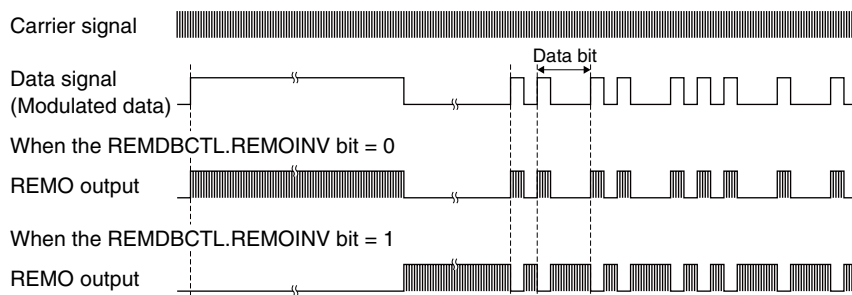 Carrier signal
Data bit
Data signal
(Modulated data)
When the REMDBCTL.REMOINV bit = 0
REMO output
When the REMDBCTL.REMOINV bit = 1
REMO output